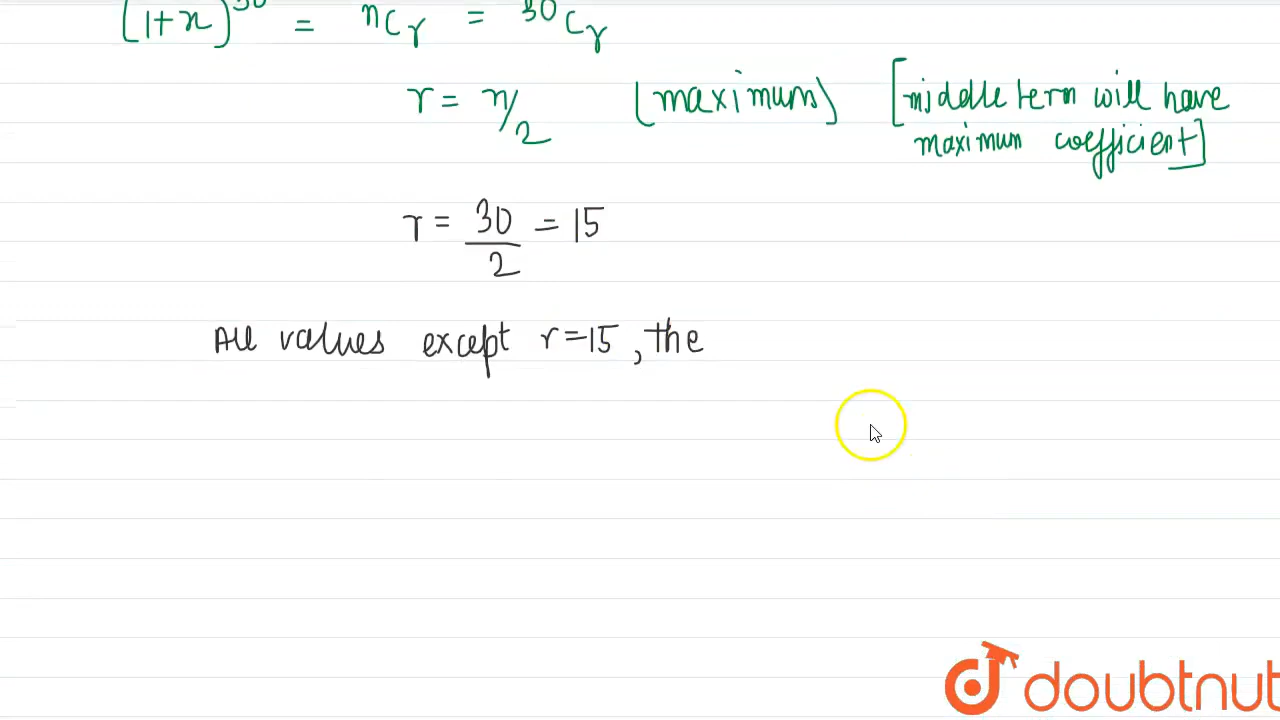 (1+x)^30 = nCr = 30Cr
r = n/2 (maximum) [middle term will have
maximum coefficient]
r = 30/2 = 15
All values except r=15, the
doubtnut